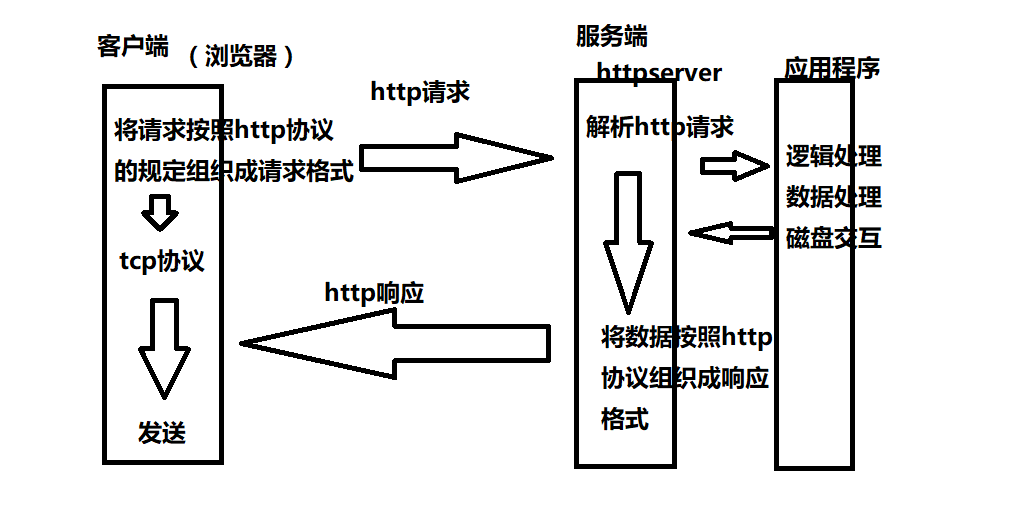 客户端
（浏览器）
将请求按照http协议
的规定组织成请求格式
tcp协议
发送
http请求
http响应
服务端
httpserver
解析http请求
将数据按照http
协议组织成响应
格式
应用程序
逻辑处理
数据处理
磁盘交互